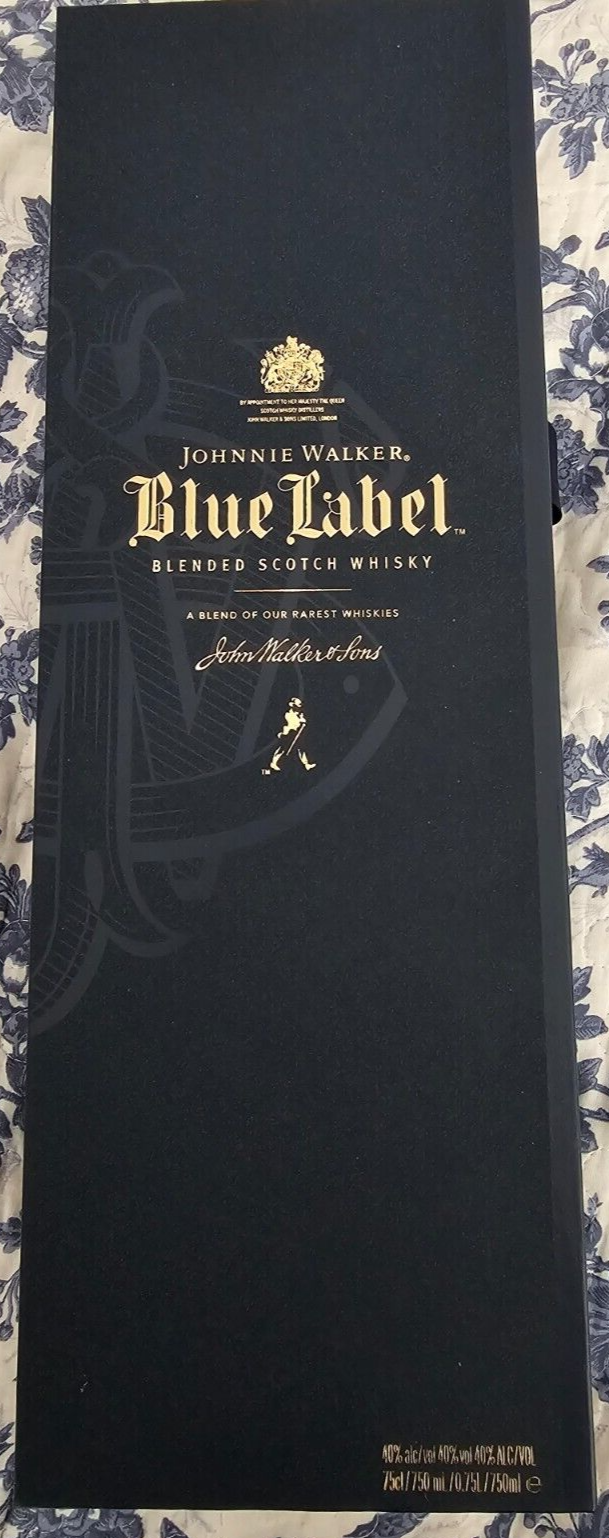 BY APPOINTMENT TO HER MAJESTY THE QUEEN
SCOTCH WHISKY DISTILLERS
JOHN WALKER & SONS LIMITED, LONDON
JOHNNIE WALKER®
Blue Label™
BLENDED SCOTCH WHISKY
A BLEND OF OUR RAREST WHISKIES
John Walker & Sons
TM
40% alc/vol 40%vol 40% ALC/VOL
75cl / 750 mL / 0.75L / 750ml ℮